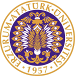 ERZURUM · ATATÜRK ÜNİVERSİTESİ
· 1957 ·